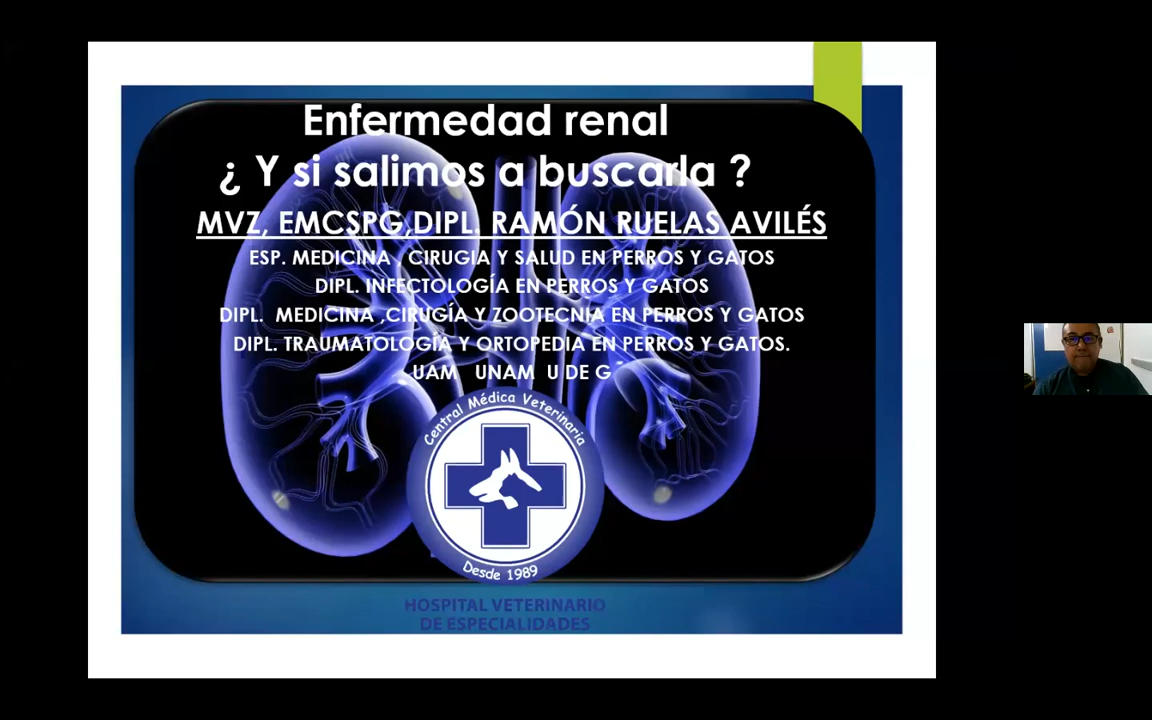 Enfermedad renal
¿ Y si salimos a buscarla ?
MVZ, EMCSPG,DIPL. RAMÓN RUELAS AVILÉS
ESP. MEDICINA , CIRUGIA Y SALUD EN PERROS Y GATOS
DIPL. INFECTOLOGÍA EN PERROS Y GATOS
DIPL. MEDICINA ,CIRUGÍA Y ZOOTECNIA EN PERROS Y GATOS
DIPL. TRAUMATOLOGÍA Y ORTOPEDIA EN PERROS Y GATOS.
UAM UNAM U DE G
Central Médica Veterinaria
Desde 1989
HOSPITAL VETERINARIO
DE ESPECIALIDADES